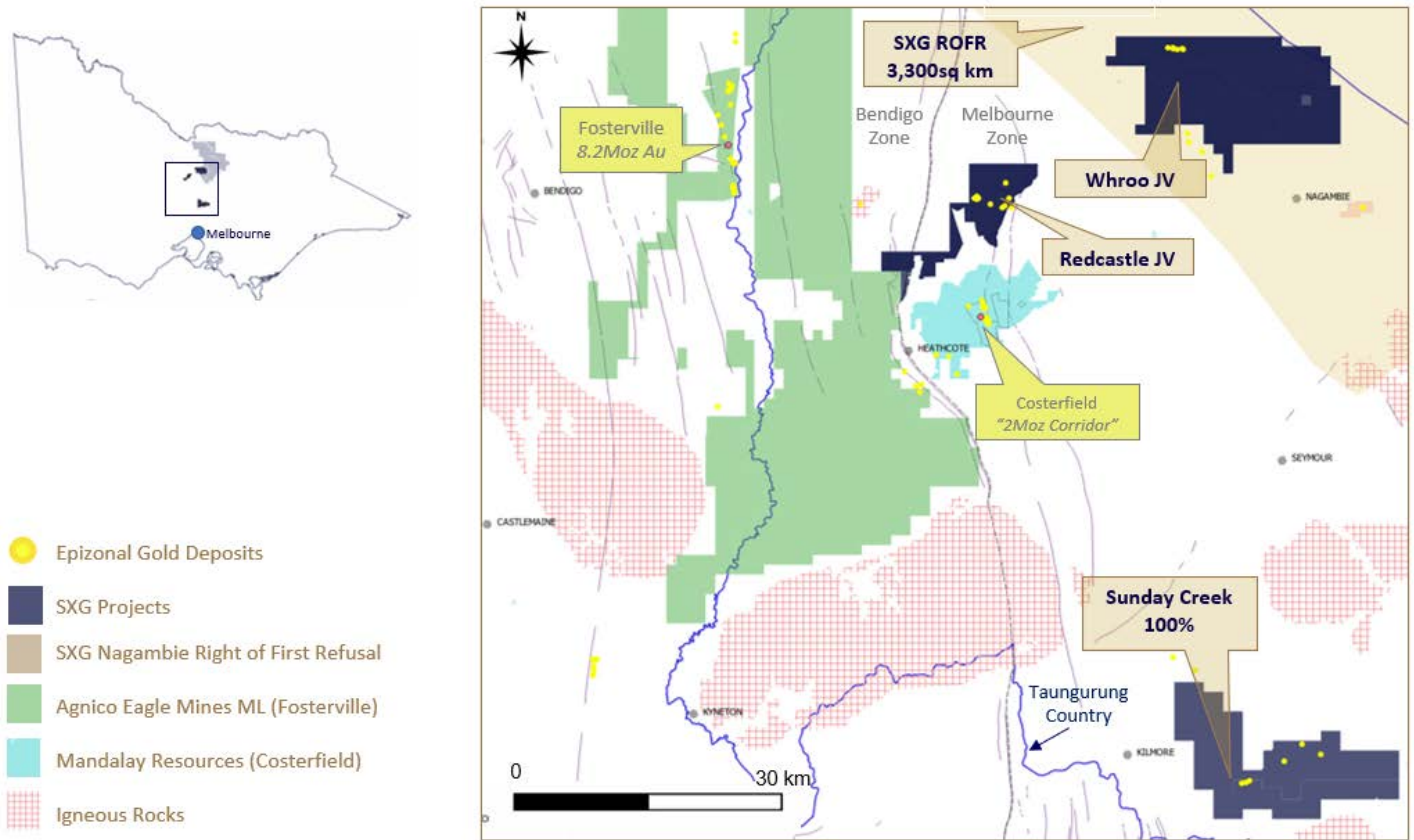 Melbourne
Epizonal Gold Deposits
SXG Projects
SXG Nagambie Right of First Refusal
Agnico Eagle Mines ML (Fosterville)
Mandalay Resources (Costerfield)
Igneous Rocks
N
SXG ROFR
3,300sq km
Fosterville
8.2Moz Au
Bendigo
Zone
Melbourne
Zone
BENDIGO
Whroo JV
NAGAMBIE
Redcastle JV
HEATHCOTE
Costerfield
“2Moz Corridor”
SEYMOUR
CASTLEMAINE
Sunday Creek
100%
Taungurung
Country
KYNETON
KILMORE
0
30 km